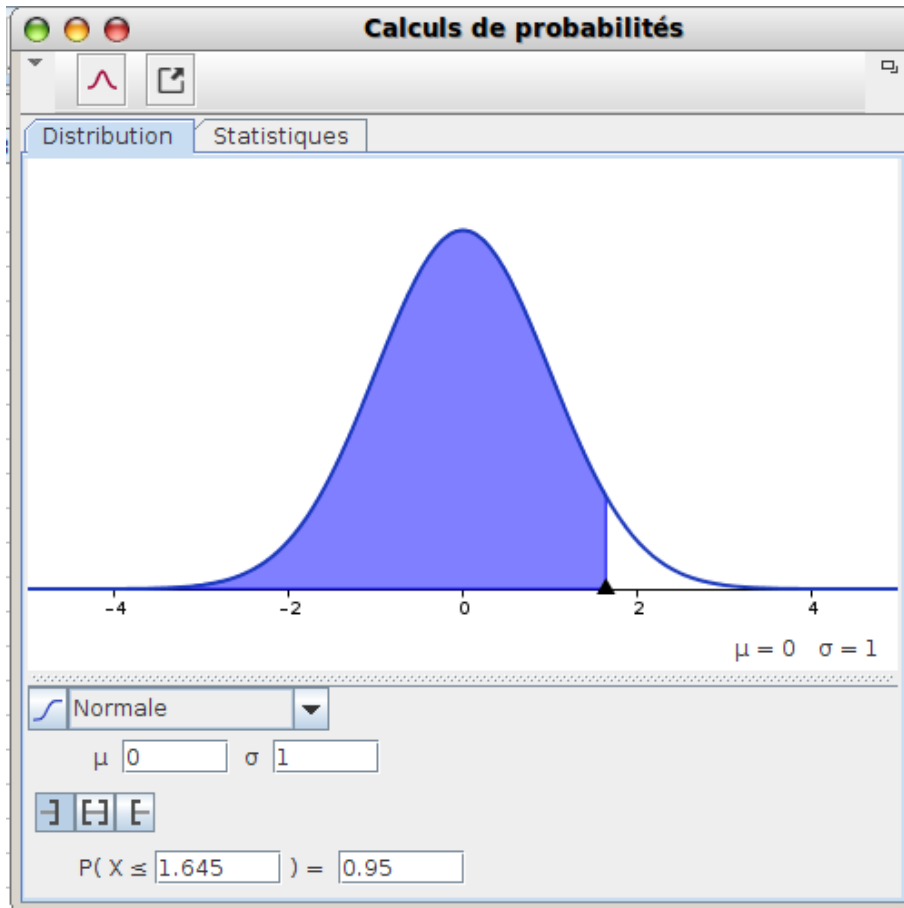 Calculs de probabilités
Distribution Statistiques
-4 -2 0 2 4
μ = 0 σ = 1
Normale
μ 0 σ 1
P( X ≤ 1.645 ) = 0.95